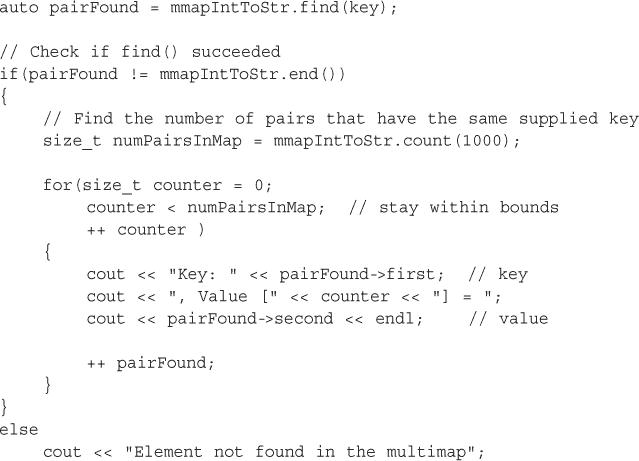 auto pairFound = mmapIntToStr.find(key);

// Check if find() succeeded
if(pairFound != mmapIntToStr.end())
{
    // Find the number of pairs that have the same supplied key
    size_t numPairsInMap = mmapIntToStr.count(1000);

    for(size_t counter = 0;
        counter < numPairsInMap;  // stay within bounds
        ++ counter )
    {
        cout << "Key: " << pairFound->first;  // key
        cout << ", Value [" << counter << "] = ";
        cout << pairFound->second << endl;    // value

        ++ pairFound;
    }
}
else
    cout << "Element not found in the multimap";